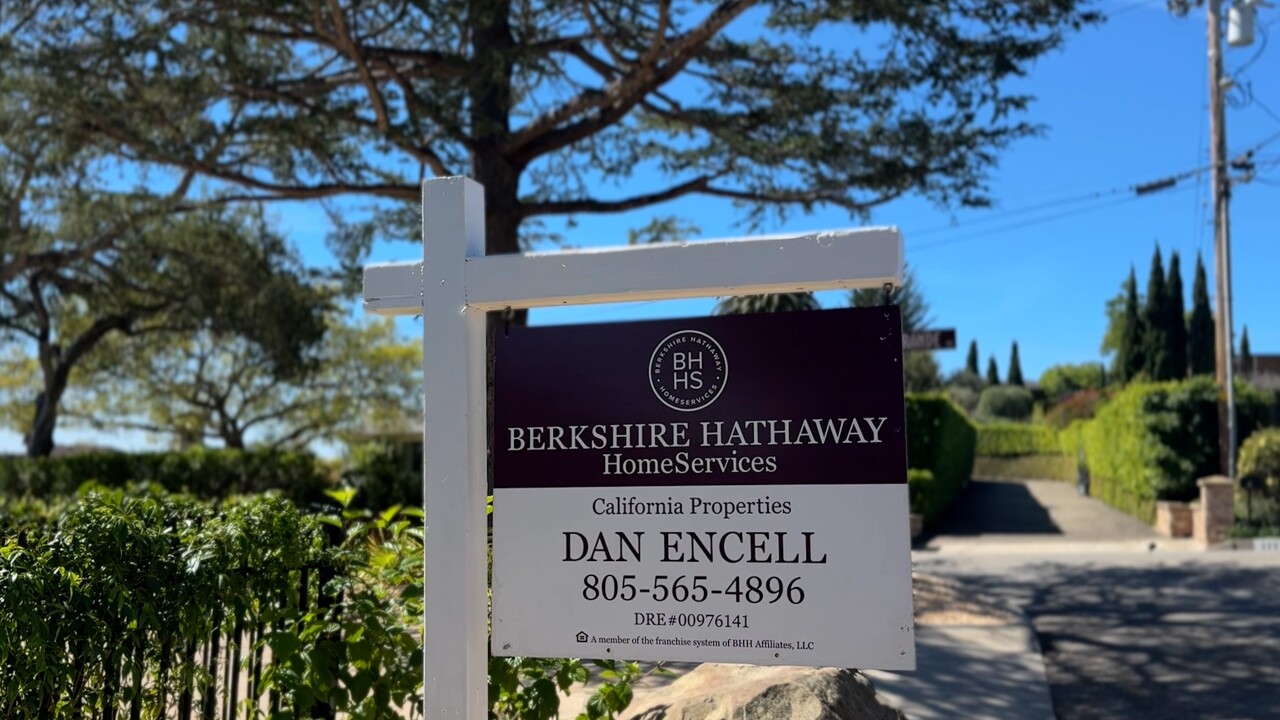 BERKSHIRE HATHAWAY
BH
HS
HOMESERVICES
BERKSHIRE HATHAWAY
HomeServices
California Properties
DAN ENCELL
805-565-4896
DRE#00976141
A member of the franchise system of BHH Affiliates, LLC